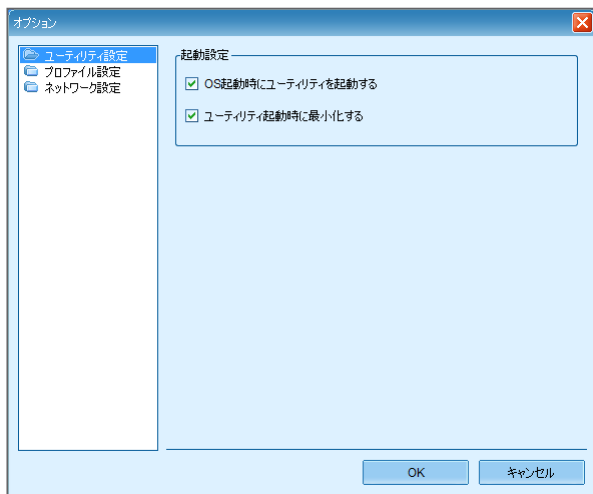 オプション
ユーティリティ設定
プロファイル設定
ネットワーク設定
起動設定
OS起動時にユーティリティを起動する
ユーティリティ起動時に最小化する
OK
キャンセル